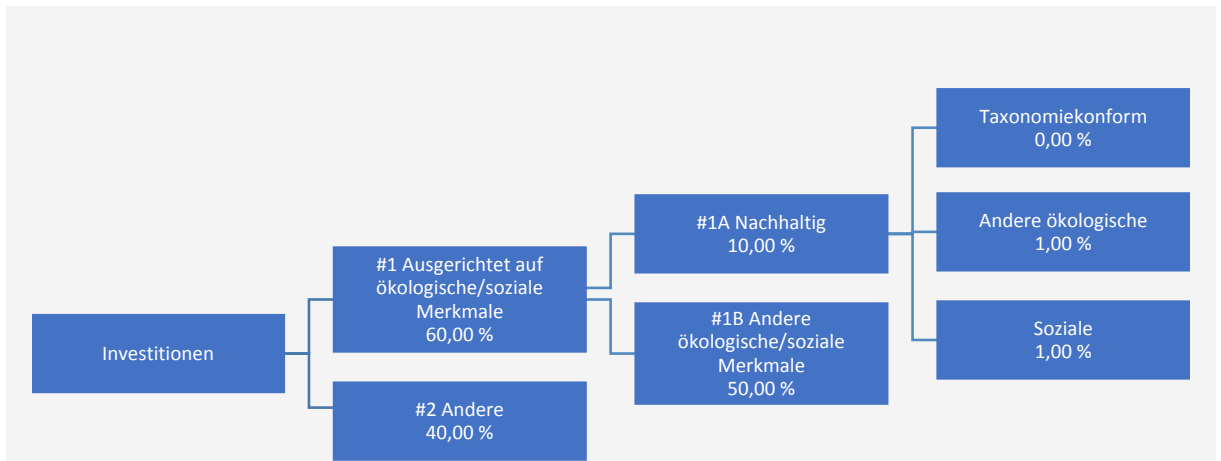 Investitionen
#1 Ausgerichtet auf
ökologische/soziale
Merkmale
60,00 %
#2 Andere
40,00 %
#1A Nachhaltig
10,00 %
#1B Andere
ökologische/soziale
Merkmale
50,00 %
Taxonomiekonform
0,00 %
Andere ökologische
1,00 %
Soziale
1,00 %